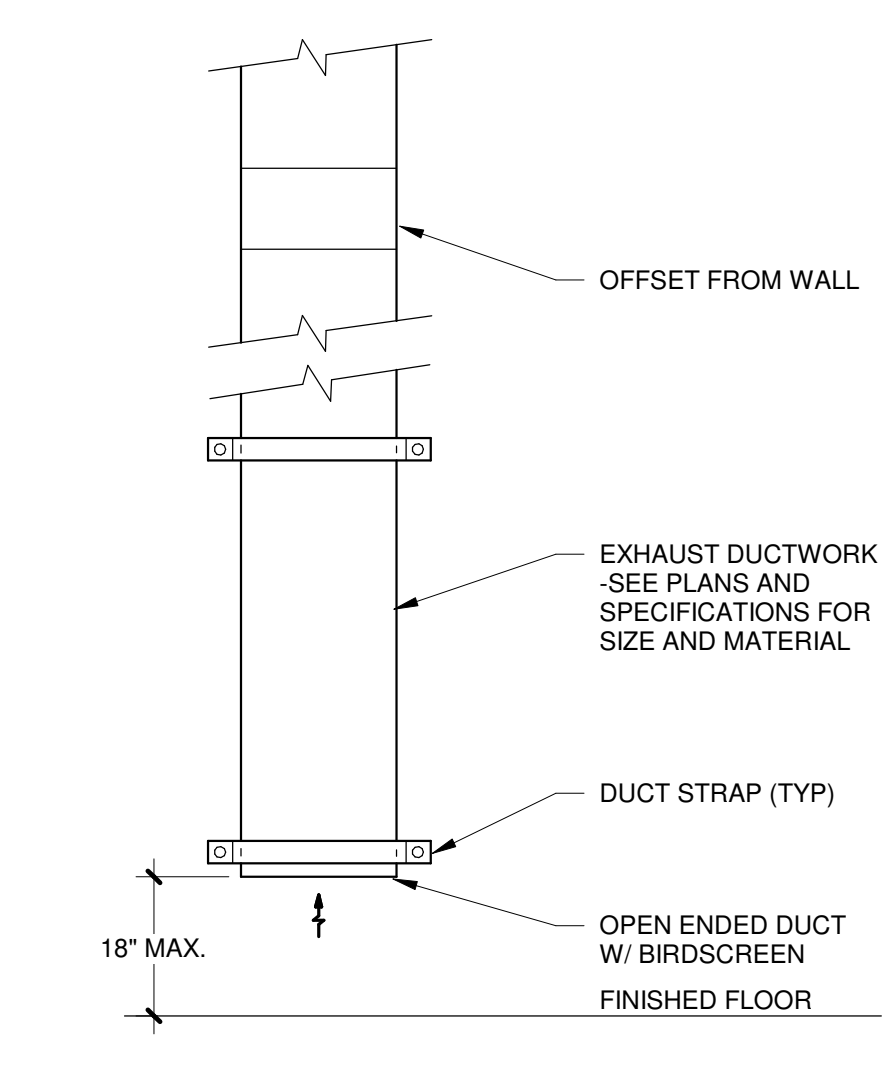 OFFSET FROM WALL
EXHAUST DUCTWORK
-SEE PLANS AND
SPECIFICATIONS FOR
SIZE AND MATERIAL
DUCT STRAP (TYP)
OPEN ENDED DUCT
W/ BIRDSCREEN
18" MAX.
FINISHED FLOOR